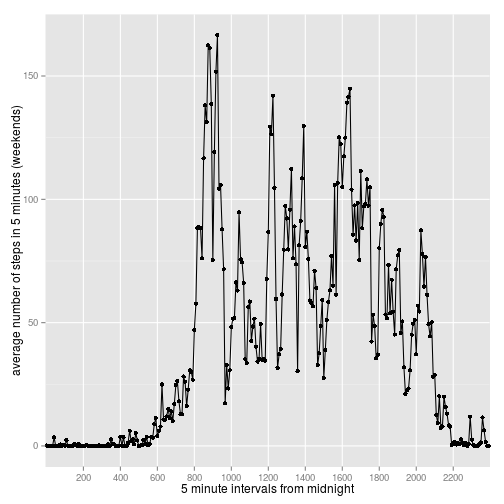 150
100
50
0
200 400 600 800 1000 1200 1400 1600 1800 2000 2200
5 minute intervals from midnight
average number of steps in 5 minutes (weekends)